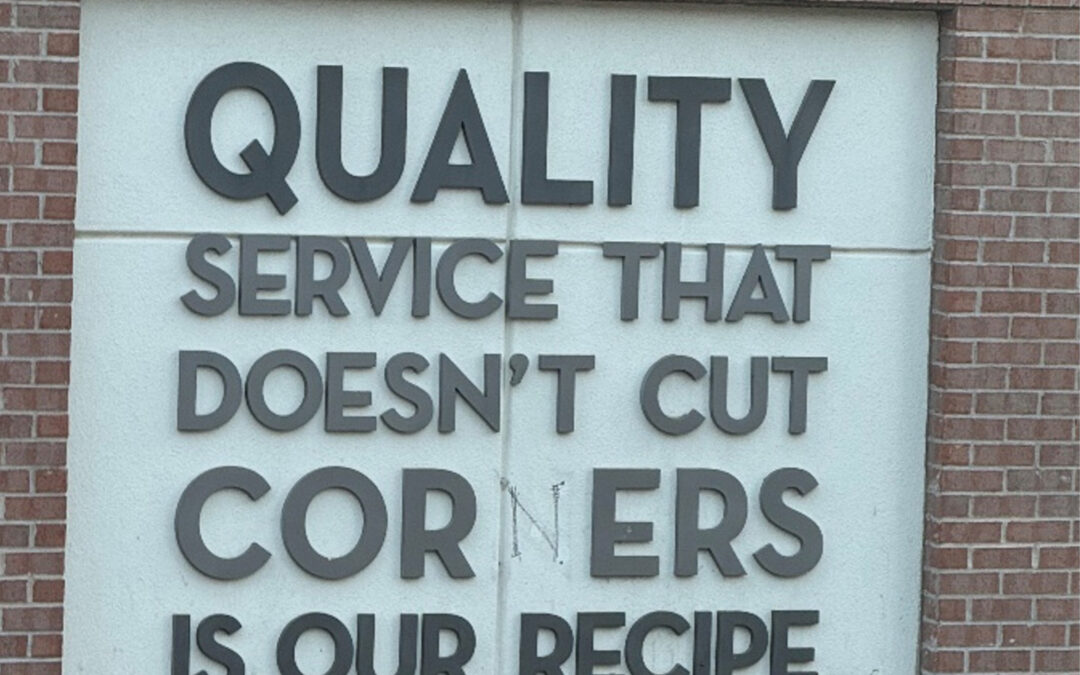 QUALITY
SERVICE THAT
DOESN'T CUT
CORNERS
IS OUR RECIPE